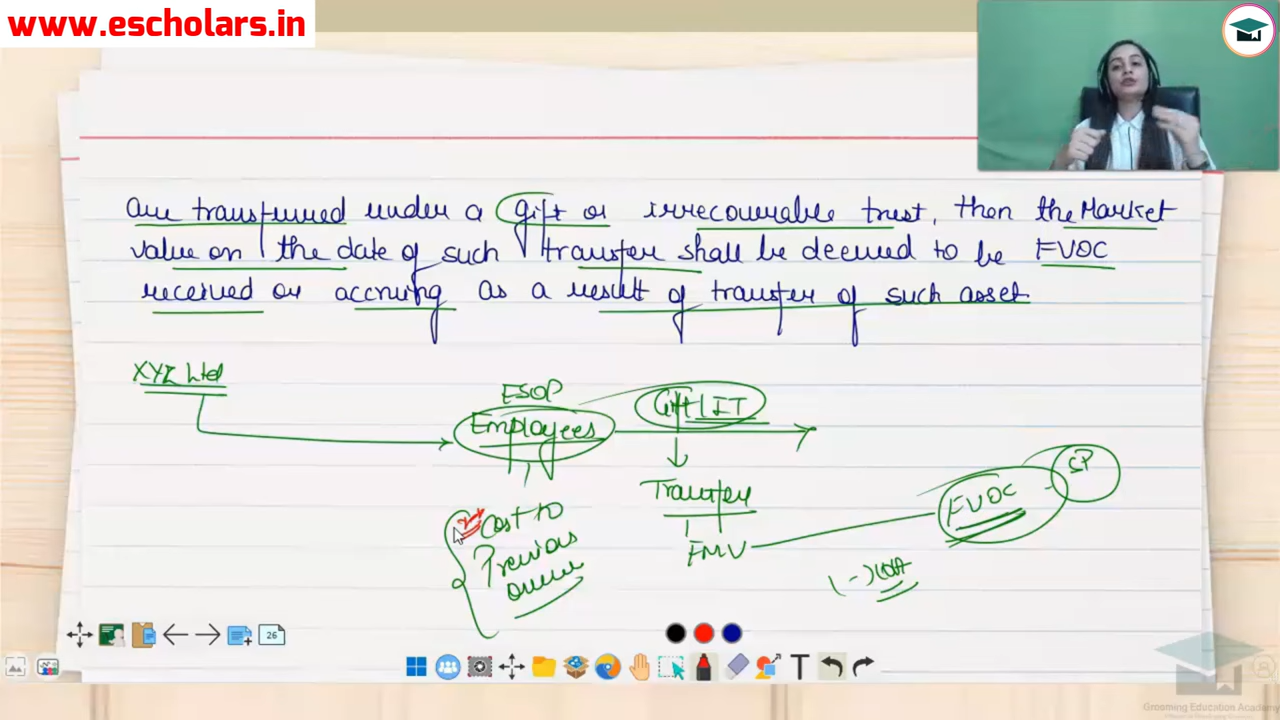 www.escholars.in
are transferred under a gift or irrecoverable trust, then the Market
value on the date of such transfer shall be deemed to be FVOC
received or accruing as a result of transfer of such asset
XYZ Ltd
ESOP
Employees
Gift IT
Transfer
FMV
FVOC
SP
(-) cost
Cost to
Previous
owner
26
T
Grooming Education Academy